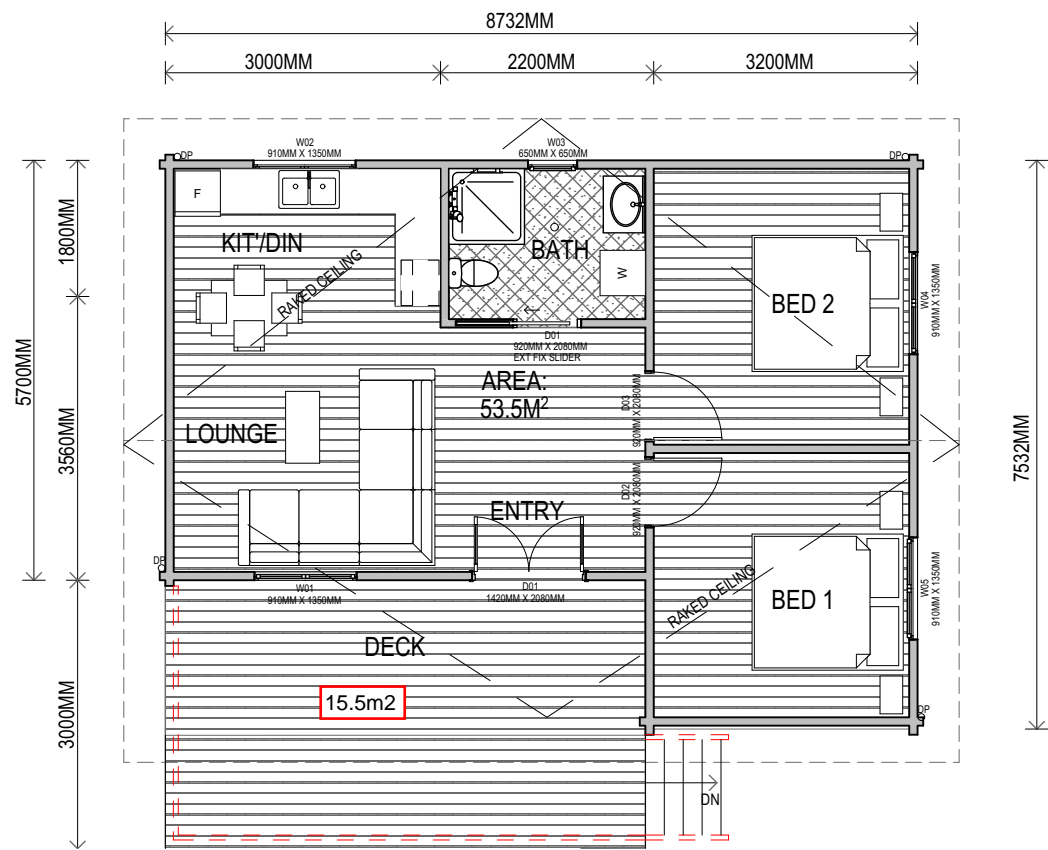 8732MM
3000MM
2200MM
3200MM
DP
W02
910MM X 1350MM
W03
650MM X 650MM
DP
1800MM
F
KIT'/DIN
RAKED CEILING
BATH
W
BED 2
W04
910MM X 1350MM
D01
920MM X 2080MM
EXT FIX SLIDER
5700MM
AREA:
53.5M²
D03
920MM X 2080MM
3560MM
LOUNGE
7532MM
D02
920MM X 2080MM
ENTRY
DP
W01
910MM X 1350MM
D01
1420MM X 2080MM
RAKED CEILING
BED 1
W05
910MM X 1350MM
DECK
15.5m2
3000MM
DP
DN